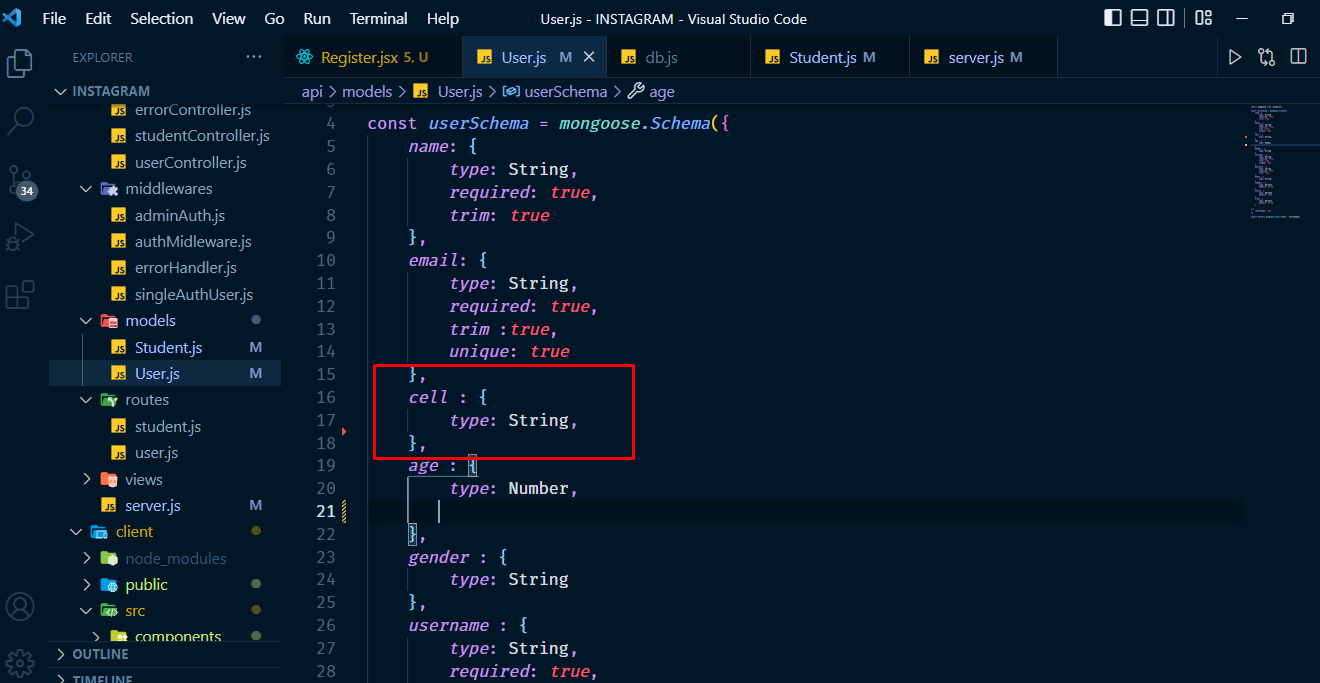 File Edit Selection View Go Run Terminal Help
User.js - INSTAGRAM - Visual Studio Code
EXPLORER ···
INSTAGRAM
errorController.js
studentController.js
userController.js
middlewares
adminAuth.js
authMidleware.js
errorHandler.js
singleAuthUser.js
models
Student.js M
User.js M
routes
student.js
user.js
views
server.js M
client
node_modules
public
src
components
OUTLINE
TIMELINE
34
Register.jsx 5, U
User.js M
db.js
Student.js M
server.js M
api > models > JS User.js > userSchema > age
4 const userSchema = mongoose.Schema({
5 name: {
6 type: String,
7 required: true,
8 trim: true
9 },
10 email: {
11 type: String,
12 required: true,
13 trim :true,
14 unique: true
15 },
16 cell : {
17 type: String,
18 },
19 age : {
20 type: Number,
21
22 },
23 gender : {
24 type: String
25 },
26 username : {
27 type: String,
28 required: true,